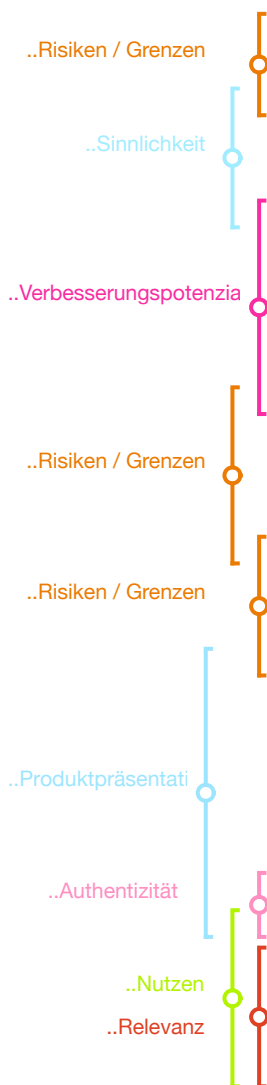 ..Risiken / Grenzen
..Sinnlichkeit
..Verbesserungspotenzia
..Risiken / Grenzen
..Risiken / Grenzen
..Produktpräsentati
..Authentizität
..Nutzen
..Relevanz